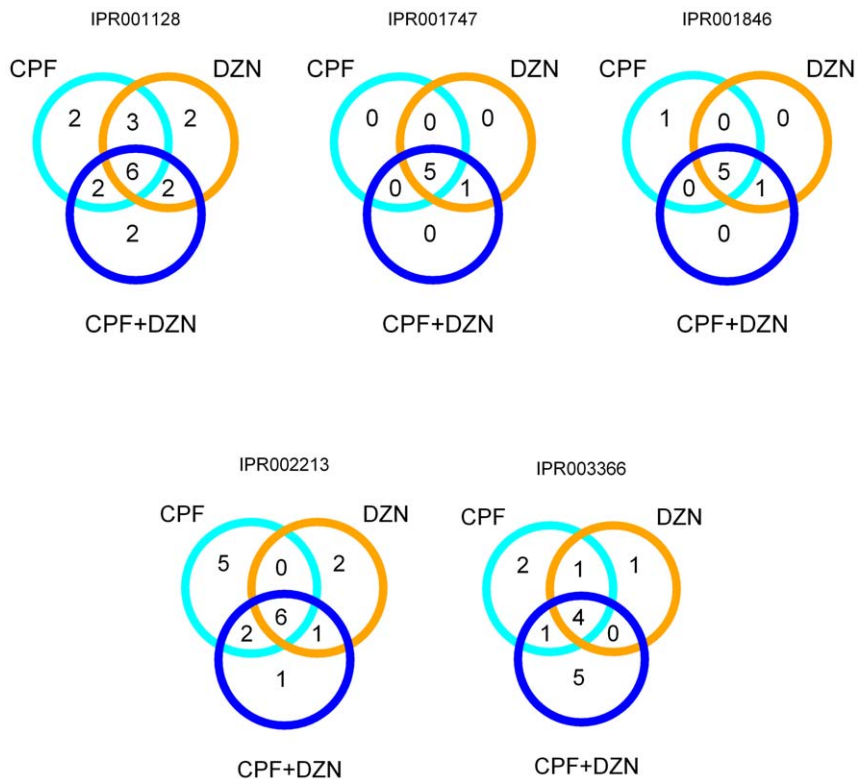 IPR001128 IPR001747 IPR001846
CPF DZN CPF DZN CPF DZN
2 3 2 0 0 0 1 0 0
6 5 5
2 2 0 1 0 1
2 0 0
CPF+DZN CPF+DZN CPF+DZN
IPR002213 IPR003366
CPF DZN CPF DZN
5 0 2 2 1 1
6 4
2 1 1 0
1 5
CPF+DZN CPF+DZN